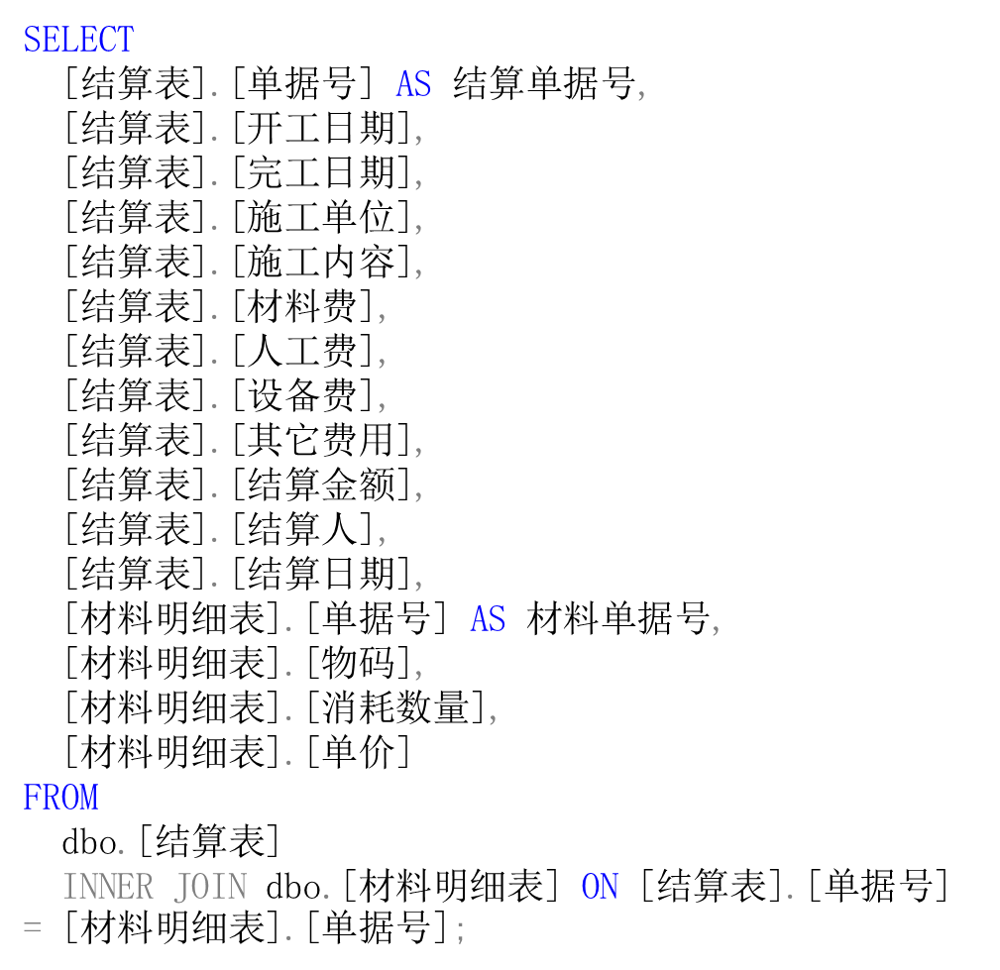 SELECT
[结算表].[单据号] AS 结算单据号,
[结算表].[开工日期],
[结算表].[完工日期],
[结算表].[施工单位],
[结算表].[施工内容],
[结算表].[材料费],
[结算表].[人工费],
[结算表].[设备费],
[结算表].[其它费用],
[结算表].[结算金额],
[结算表].[结算人],
[结算表].[结算日期],
[材料明细表].[单据号] AS 材料单据号,
[材料明细表].[物码],
[材料明细表].[消耗数量],
[材料明细表].[单价]
FROM
dbo.[结算表]
INNER JOIN dbo.[材料明细表] ON [结算表].[单据号]
= [材料明细表].[单据号];